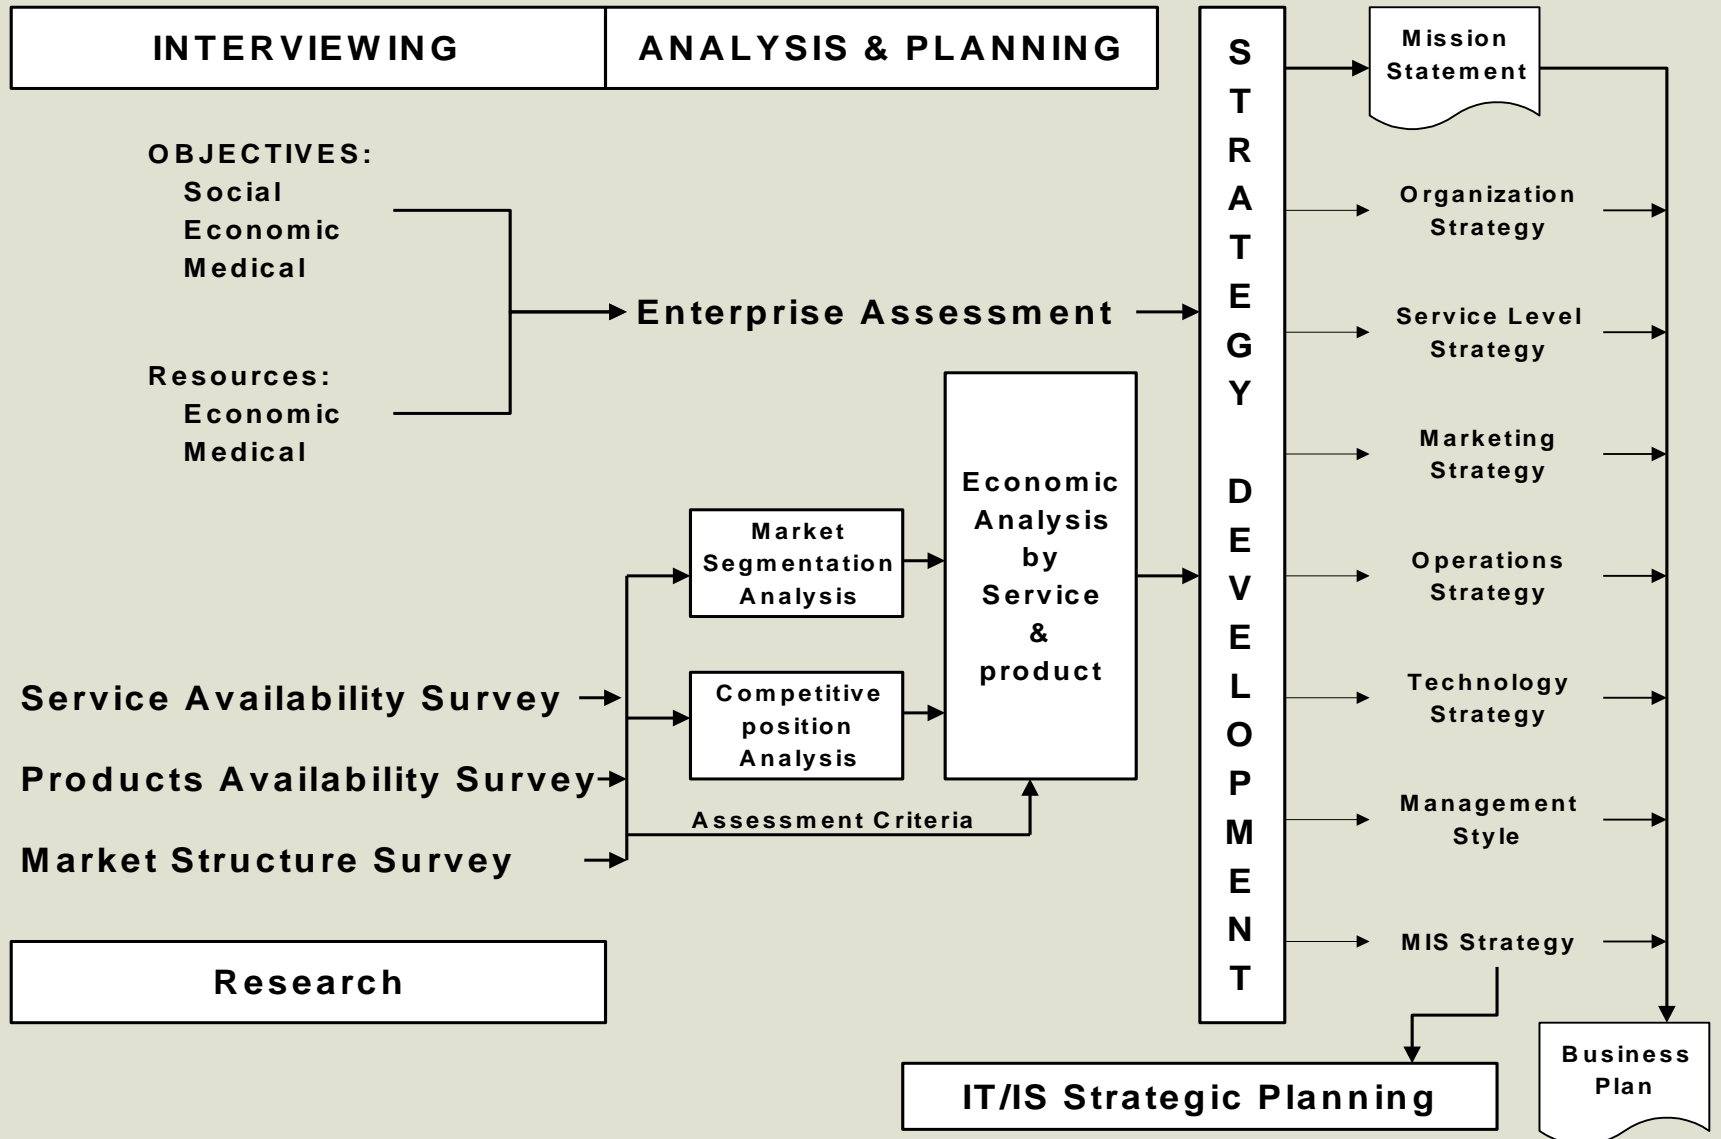 INTERVIEWING
ANALYSIS & PLANNING
OBJECTIVES:
Social
Economic
Medical
Resources:
Economic
Medical
Enterprise Assessment
Market
Segmentation
Analysis
Competitive
position
Analysis
Economic
Analysis
by
Service
&
product
Service Availability Survey
Products Availability Survey
Market Structure Survey
Assessment Criteria
Research
STRATEGY DEVELOPMENT
Mission
Statement
Organization
Strategy
Service Level
Strategy
Marketing
Strategy
Operations
Strategy
Technology
Strategy
Management
Style
MIS Strategy
IT/IS Strategic Planning
Business
Plan